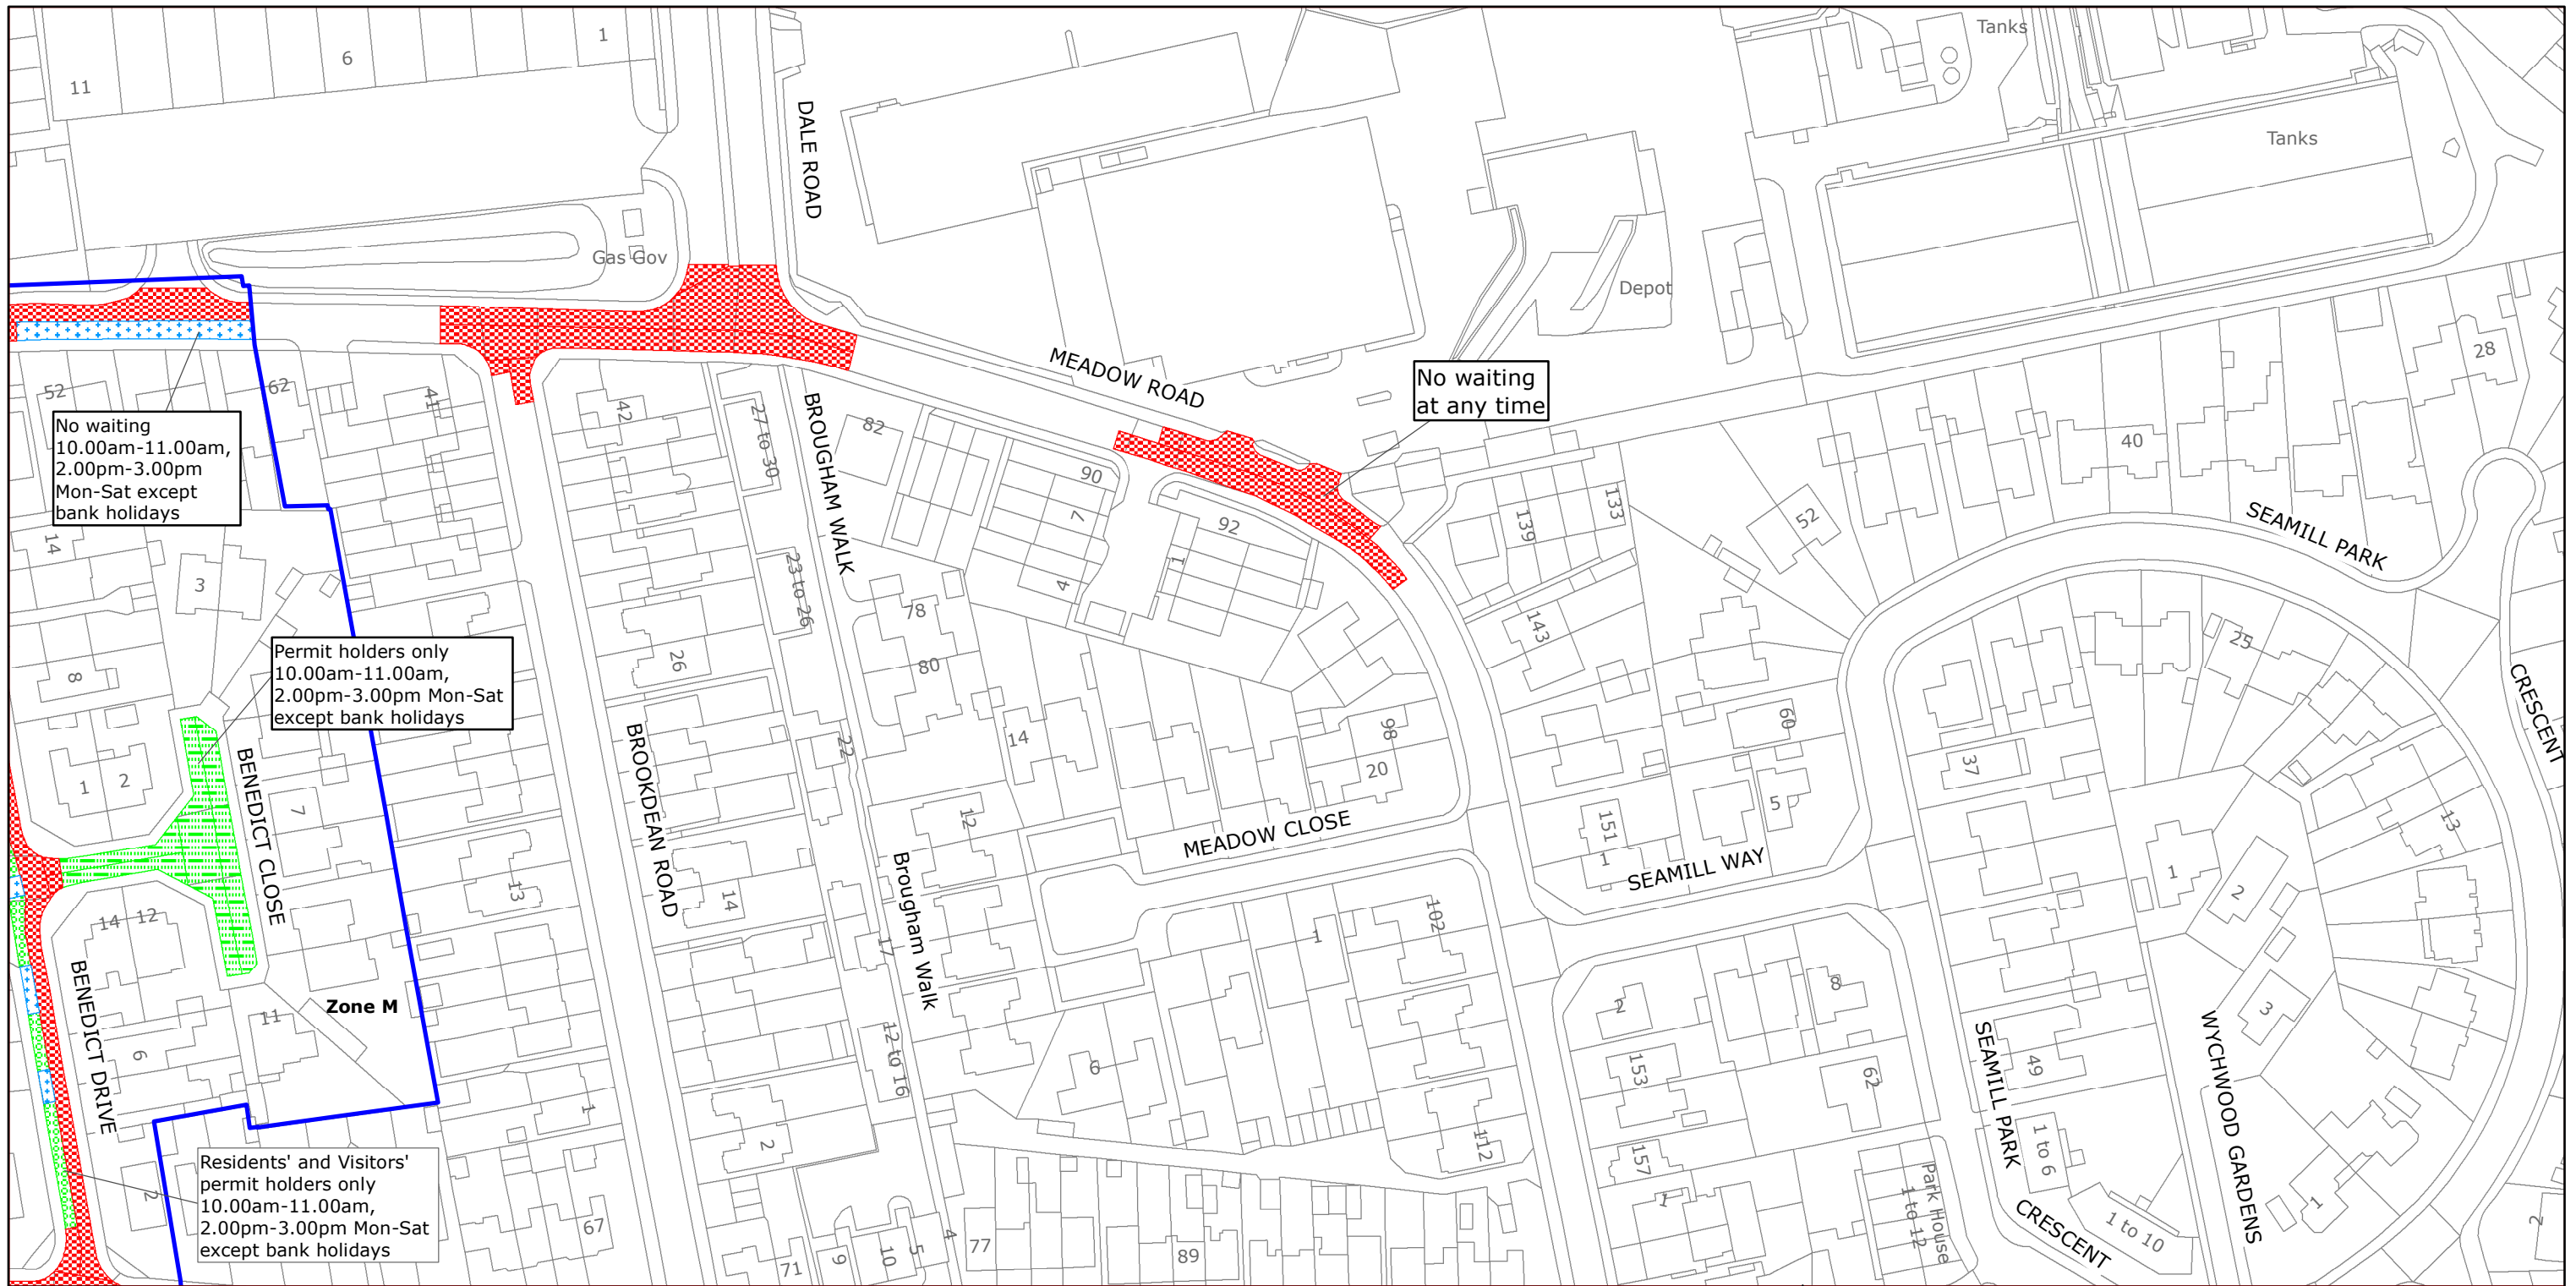 11
6
1
DALE ROAD
Tanks
Tanks
Gas Gov
Depot
MEADOW ROAD
No waiting
at any time
28
40
52
62
41
42
27 to 30
BROUGHAM WALK
82
90
7
4
92
1
139
133
52
SEAMILL PARK
No waiting
10.00am-11.00am,
2.00pm-3.00pm
Mon-Sat except
bank holidays
14
3
8
23 to 26
78
80
26
143
25
CRESCENT
Permit holders only
10.00am-11.00am,
2.00pm-3.00pm Mon-Sat
except bank holidays
1
2
BENEDICT CLOSE
7
BROOKDEAN ROAD
22
14
98
20
60
5
37
13
12
MEADOW CLOSE
151
1
SEAMILL WAY
1
2
14
12
13
14
17
Brougham Walk
1
102
2
8
3
BENEDICT DRIVE
6
11
Zone M
12 to 16
6
153
62
SEAMILL PARK
49
WYCHWOOD GARDENS
1
2
112
157
1
1 to 6
Park House
1 to 12
CRESCENT
1 to 10
1
2
Residents' and Visitors'
permit holders only
10.00am-11.00am,
2.00pm-3.00pm Mon-Sat
except bank holidays
2
67
71
9
10
5
4
77
89